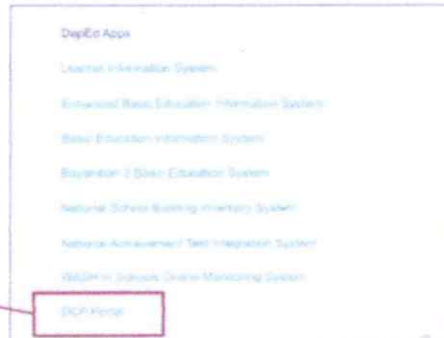 DepEd Apps
Learner Information System
Enhanced Basic Education Information System
Basic Education Information System
Bayanihan 2 Basic Education System
National School Building Inventory System
National Achievement Test Integration System
WASH in Schools Online Monitoring System
DCP Portal